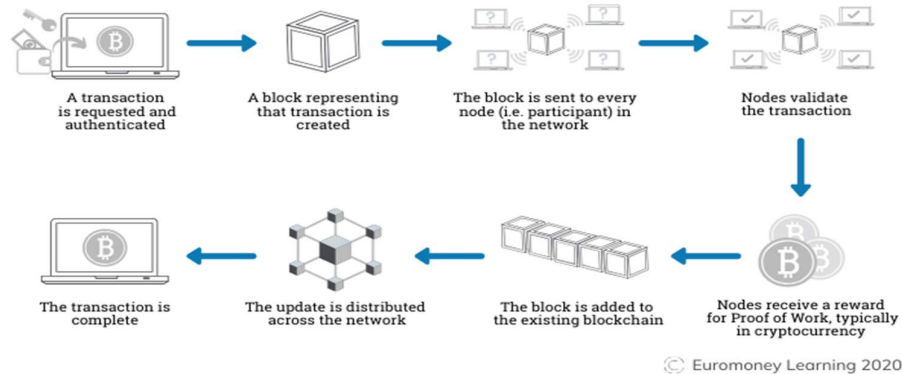 A transaction
is requested and
authenticated
A block representing
that transaction is
created
The block is sent to every
node (i.e. participant) in
the network
Nodes validate
the transaction
Nodes receive a reward
for Proof of Work, typically
in cryptocurrency
The block is added to
the existing blockchain
The update is distributed
across the network
The transaction is
complete
© Euromoney Learning 2020